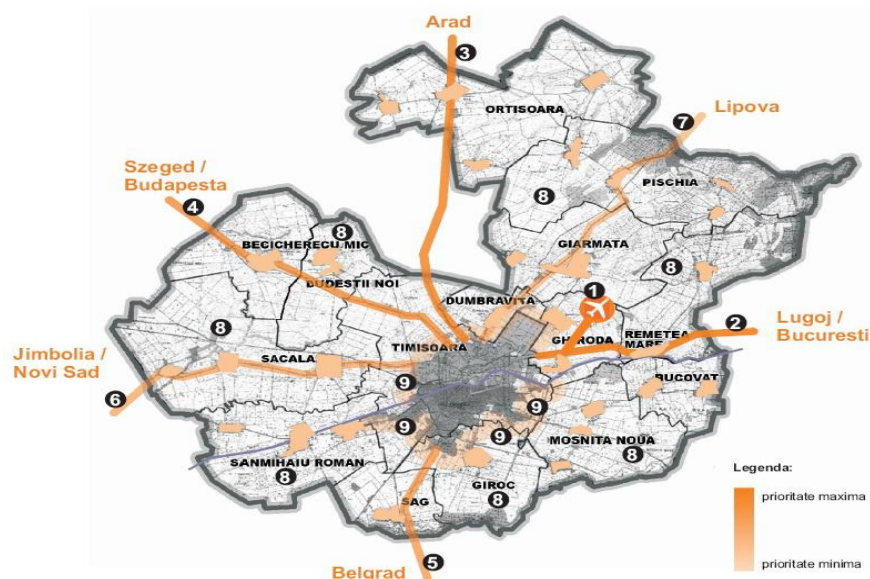 Arad
3
ORTISOARA
7
Lipova
Szeged /
Budapesta
4
8
PISCHIA
8
BECICHERECU MIC
GIARMATA
8
BUDESTII NOI
1
DUMBRAVITA
8
2
Lugoj /
Bucuresti
GHIRODA
REMETEA
MARE
TIMISOARA
Jimbolia /
Novi Sad
SACALA
6
9
BUCOVAT
9
9
9
MOSNITA NOUA
8
SANMIHAIU ROMAN
8
GIROC
8
SAG
Legenda:
prioritate maxima
prioritate minima
5
Belgrad